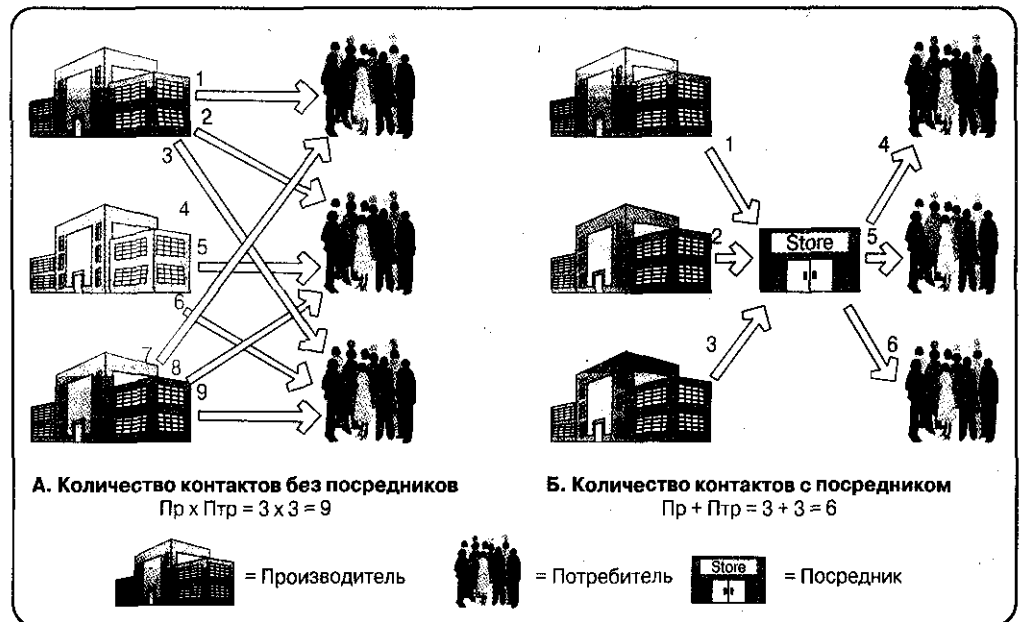 1
2
3
4
5
6
7
8
9
А. Количество контактов без посредников
Пр х Птр = 3 х 3 = 9
1
2
3
Store
4
5
6
Б. Количество контактов с посредником
Пр + Птр = 3 + 3 = 6
= Производитель
= Потребитель
Store
= Посредник